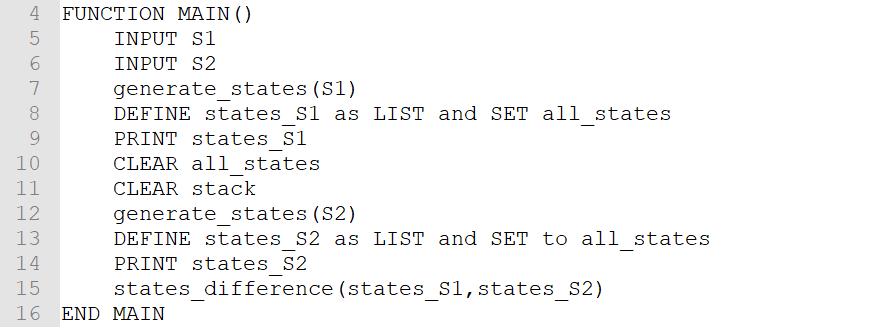 4 FUNCTION MAIN()
5 INPUT S1
6 INPUT S2
7 generate_states(S1)
8 DEFINE states_S1 as LIST and SET all_states
9 PRINT states_S1
10 CLEAR all_states
11 CLEAR stack
12 generate_states(S2)
13 DEFINE states_S2 as LIST and SET to all_states
14 PRINT states_S2
15 states_difference(states_S1,states_S2)
16 END MAIN